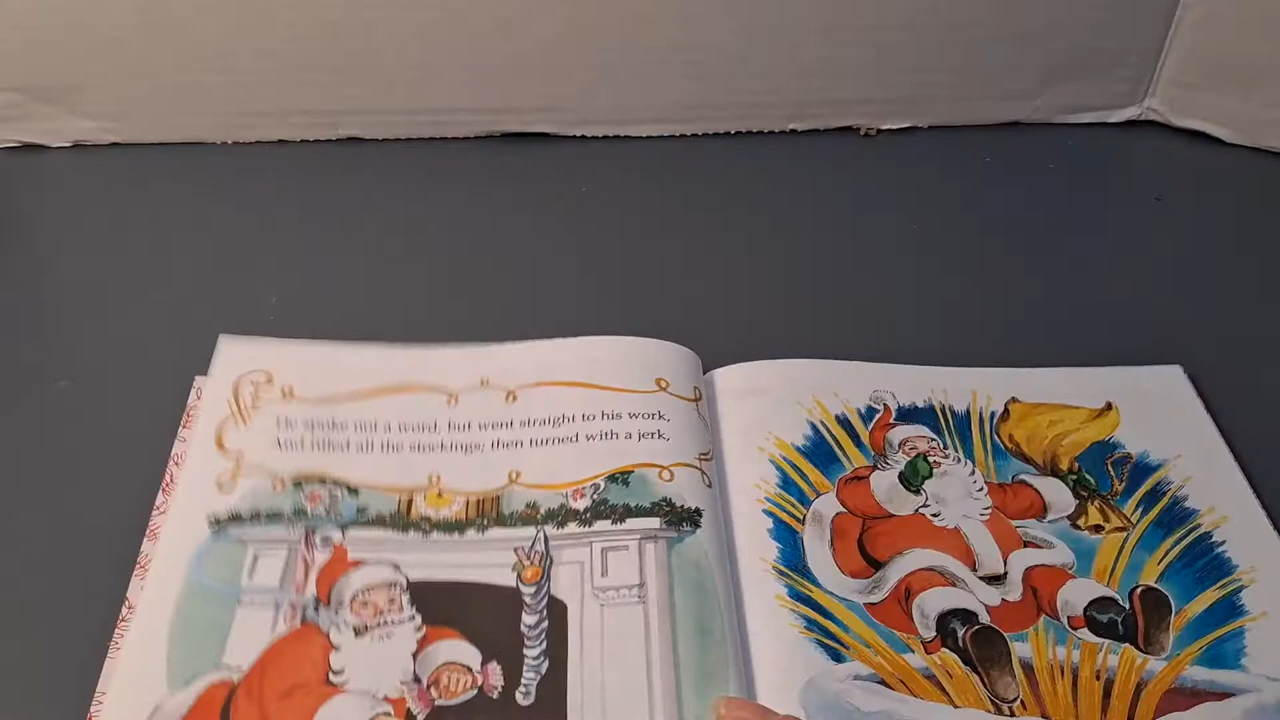 He spoke not a word, but went straight to his work,
And filled all the stockings; then turned with a jerk,